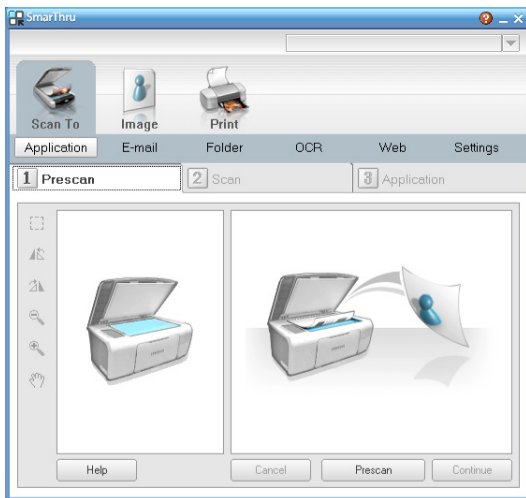 SmarThru
Scan To Image Print
Application E-mail Folder OCR Web Settings
1 Prescan 2 Scan 3 Application
Help Cancel Prescan Continue